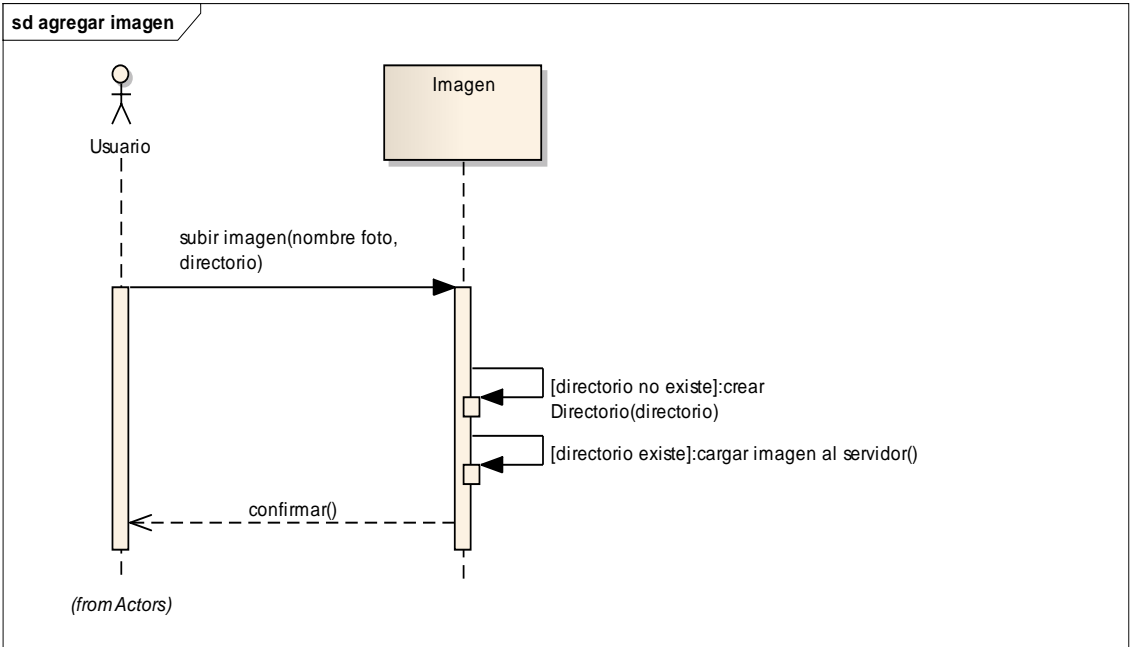 sd agregar imagen
Usuario
Imagen
subir imagen(nombre foto,
directorio)
[directorio no existe]:crear
Directorio(directorio)
[directorio existe]:cargar imagen al servidor()
confirmar()
(from Actors)